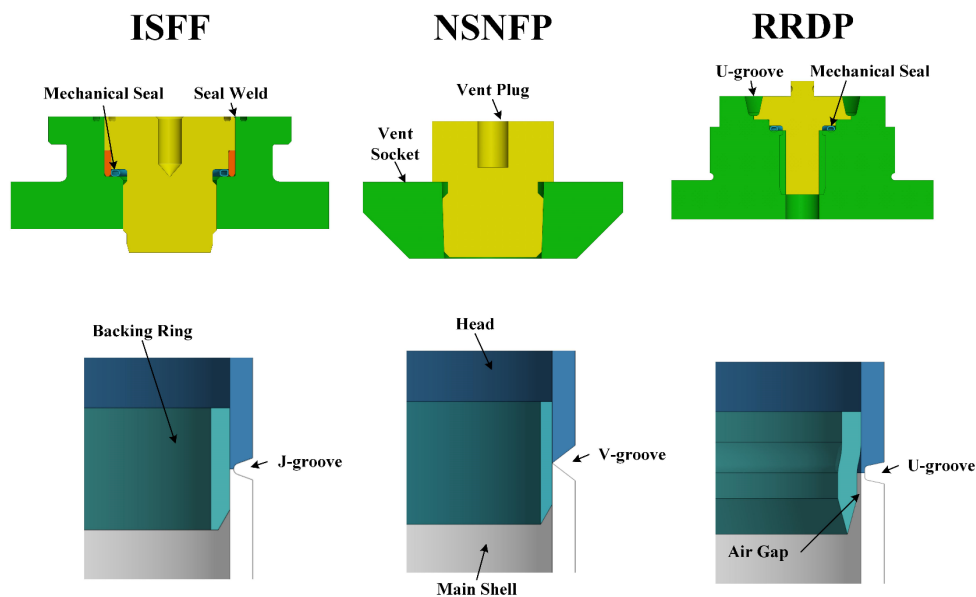 ISFF
NSNFP
RRDP
Mechanical Seal
Seal Weld
Vent Plug
Vent
Socket
U-groove
Mechanical Seal
Backing Ring
J-groove
Head
V-groove
Main Shell
U-groove
Air Gap